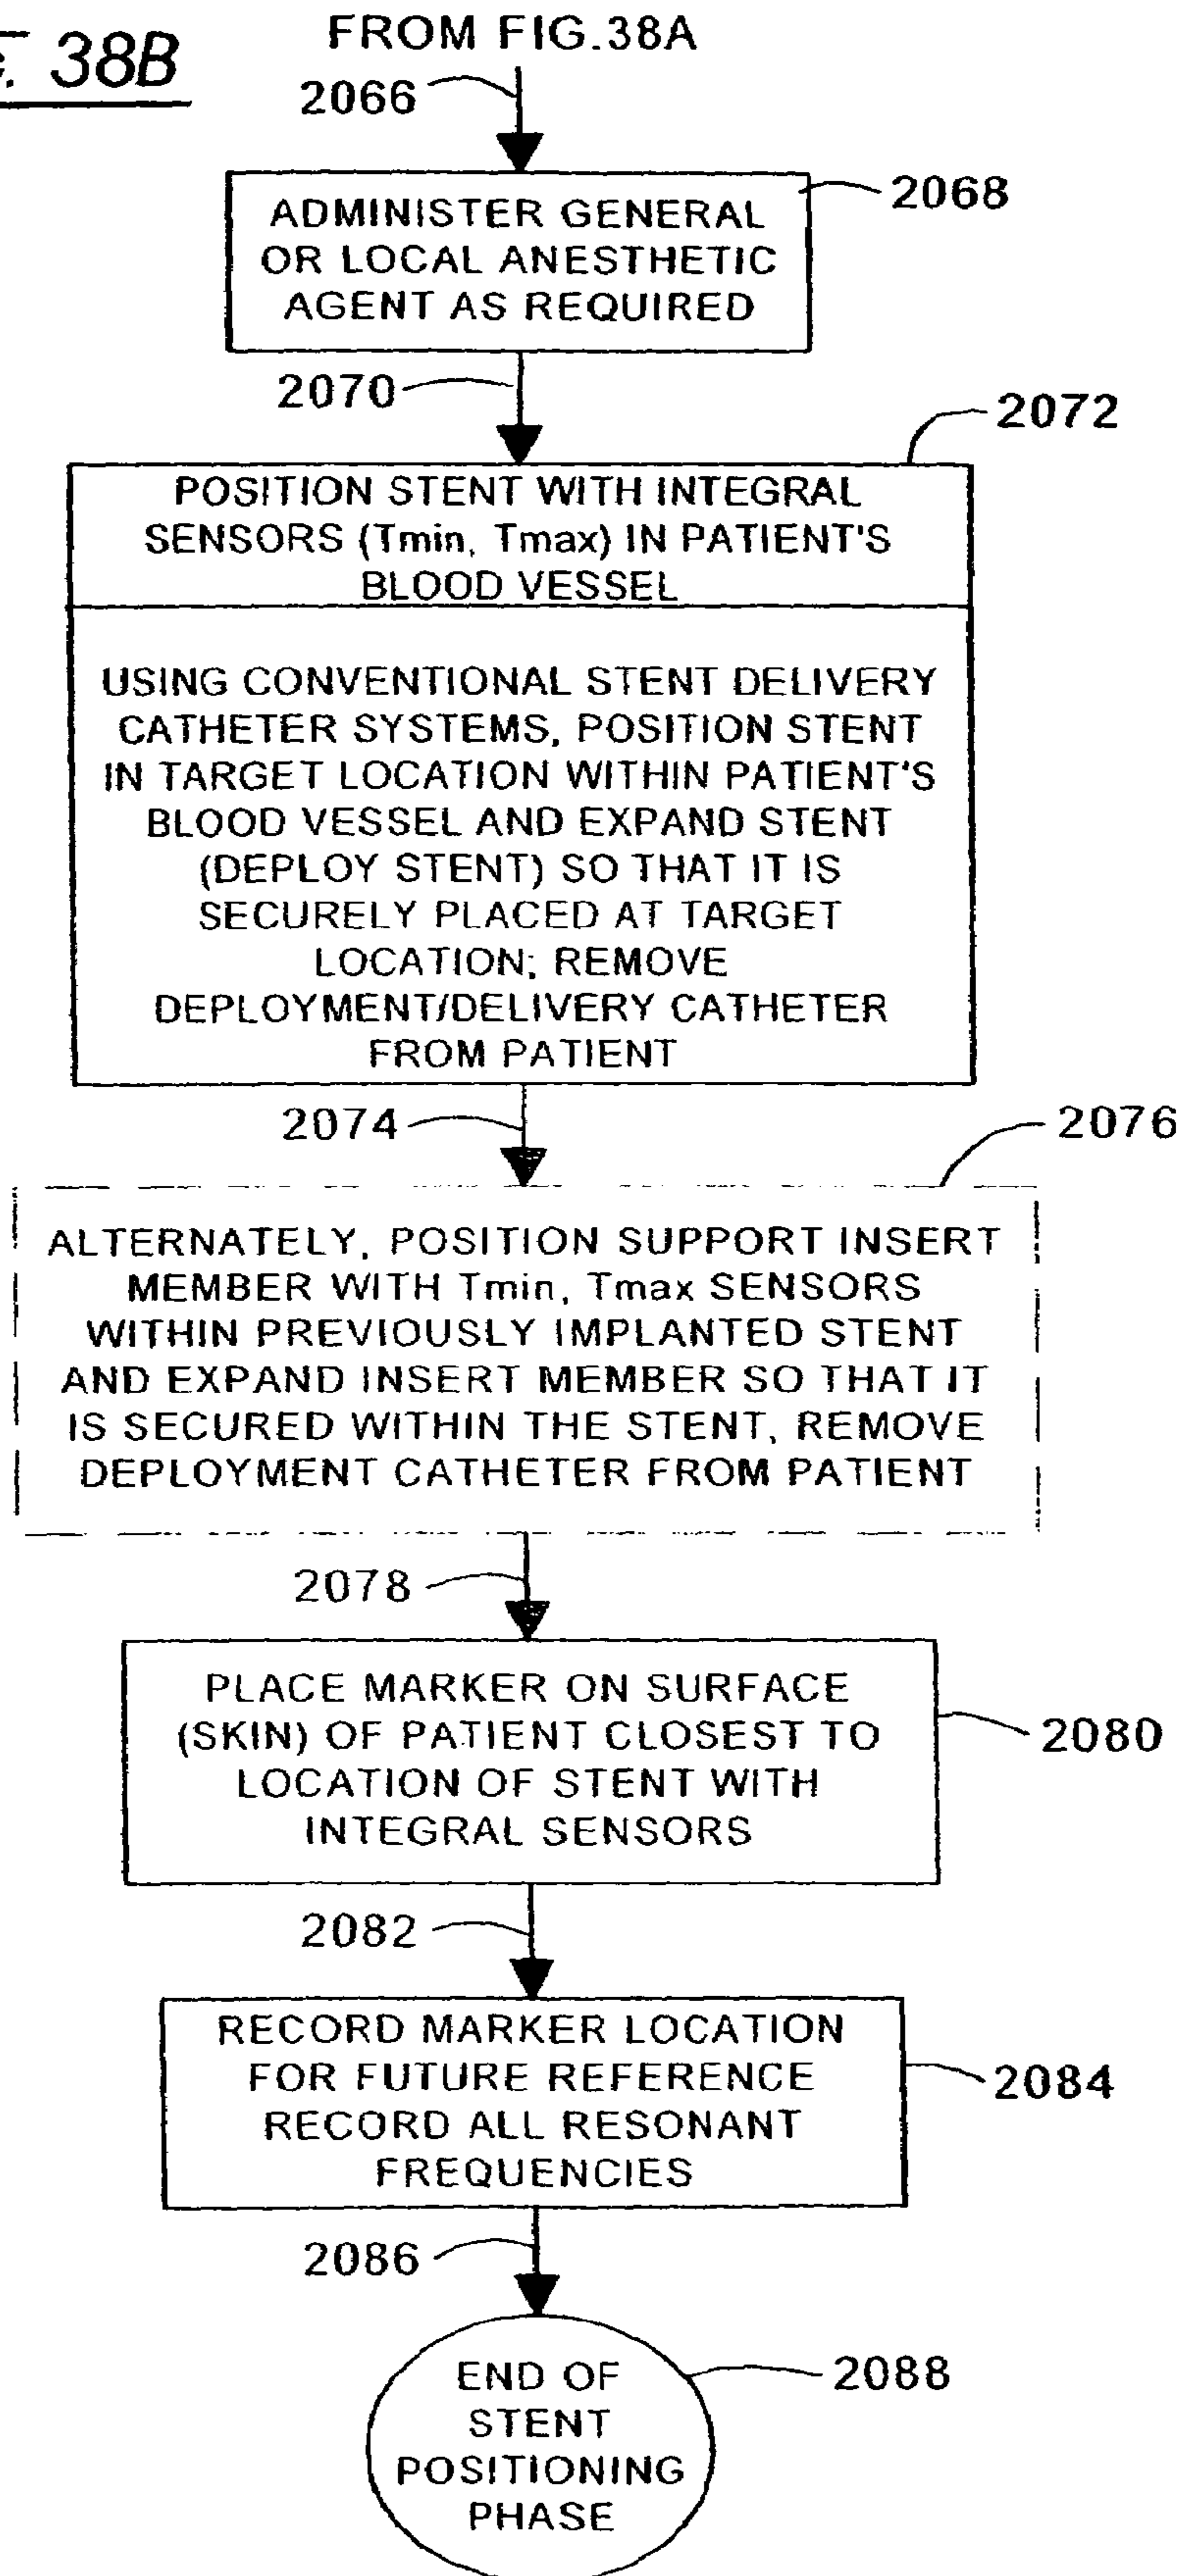 38B
FROM FIG.38A
2066
2068
ADMINISTER GENERAL
OR LOCAL ANESTHETIC
AGENT AS REQUIRED
2070
2072
POSITION STENT WITH INTEGRAL
SENSORS (Tmin, Tmax) IN PATIENT'S
BLOOD VESSEL
USING CONVENTIONAL STENT DELIVERY
CATHETER SYSTEMS, POSITION STENT
IN TARGET LOCATION WITHIN PATIENT'S
BLOOD VESSEL AND EXPAND STENT
(DEPLOY STENT) SO THAT IT IS
SECURELY PLACED AT TARGET
LOCATION; REMOVE
DEPLOYMENT/DELIVERY CATHETER
FROM PATIENT
2074
2076
ALTERNATELY, POSITION SUPPORT INSERT
MEMBER WITH Tmin, Tmax SENSORS
WITHIN PREVIOUSLY IMPLANTED STENT
AND EXPAND INSERT MEMBER SO THAT IT
IS SECURED WITHIN THE STENT, REMOVE
DEPLOYMENT CATHETER FROM PATIENT
2078
PLACE MARKER ON SURFACE
(SKIN) OF PATIENT CLOSEST TO
LOCATION OF STENT WITH
INTEGRAL SENSORS
2080
2082
RECORD MARKER LOCATION
FOR FUTURE REFERENCE
RECORD ALL RESONANT
FREQUENCIES
2084
2086
END OF
STENT
POSITIONING
PHASE
2088